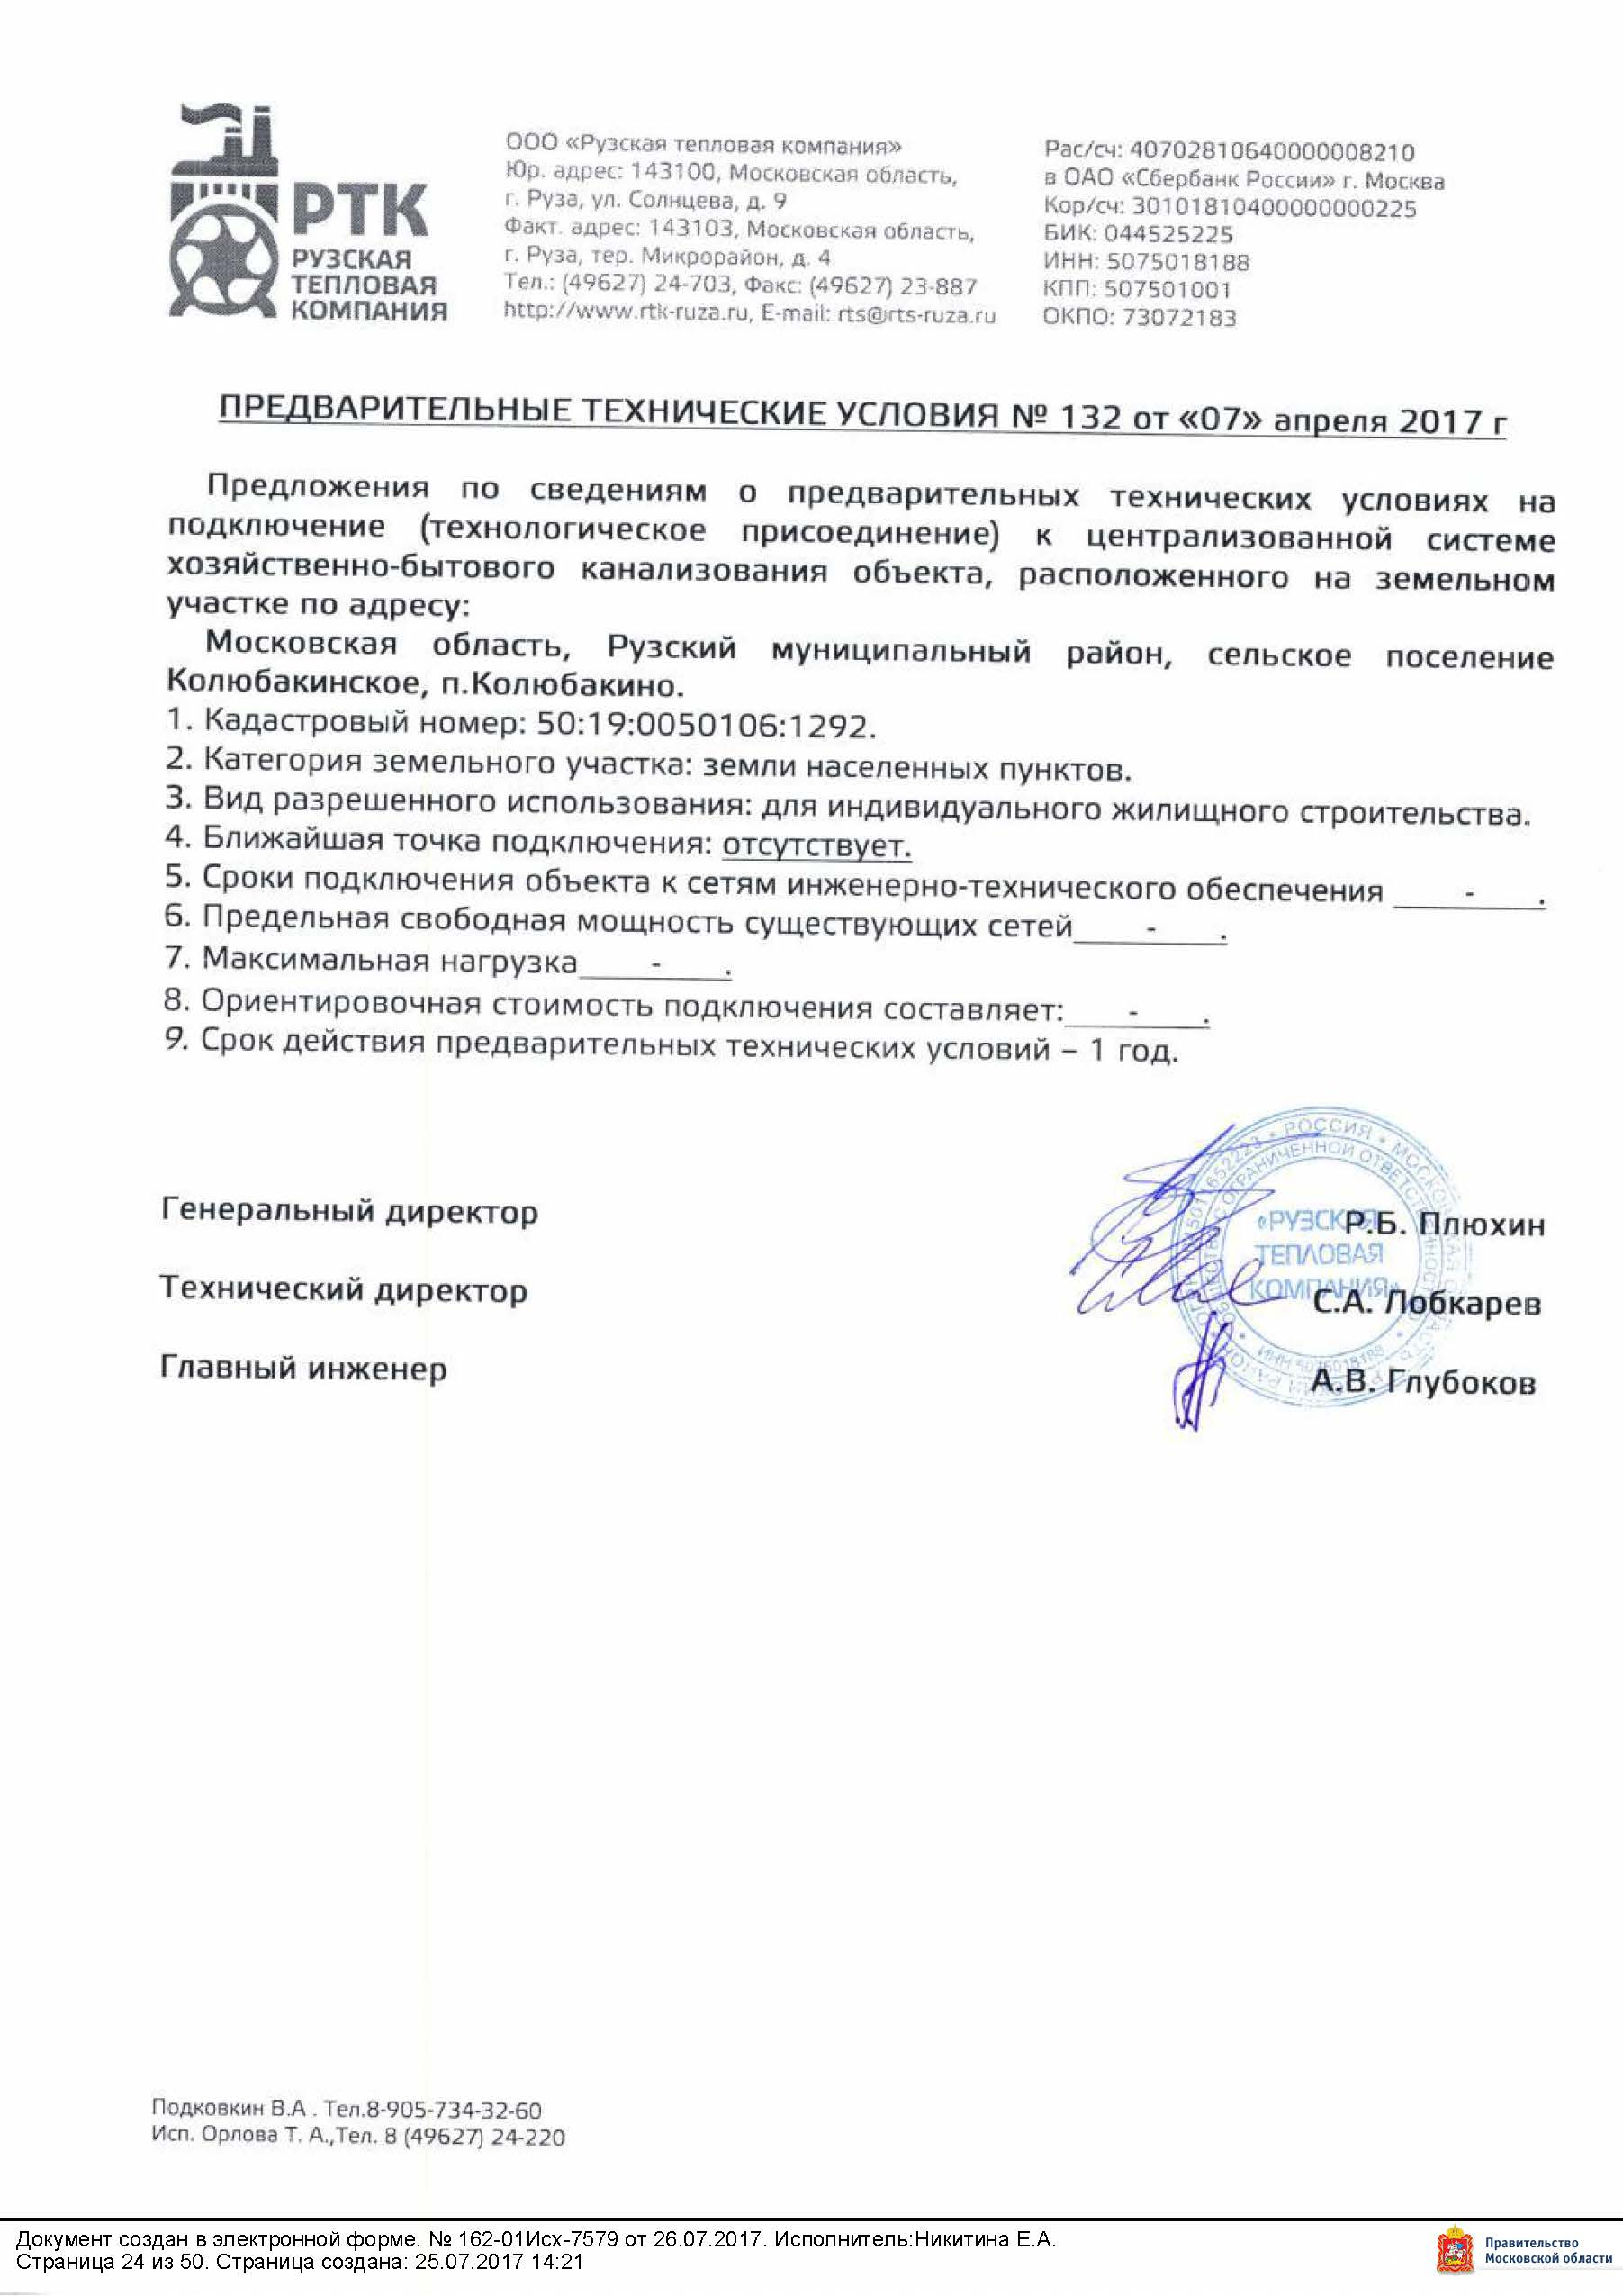 РТК
РУЗСКАЯ
ТЕПЛОВАЯ
КОМПАНИЯ
ООО «Рузская тепловая компания»
Юр. адрес: 143100, Московская область,
г. Руза, ул. Солнцева, д. 9
Факт. адрес: 143103, Московская область,
г. Руза, тер. Микрорайон, д. 4
Тел.: (49627) 24-703, Факс: (49627) 23-887
http://www.rtk-ruza.ru, E-mail: rts@rts-ruza.ru
Рас/сч: 40702810640000008210
в ОАО «Сбербанк России» г. Москва
Кор/сч: 30101810400000000225
БИК: 044525225
ИНН: 5075018188
КПП: 507501001
ОКПО: 73072183
ПРЕДВАРИТЕЛЬНЫЕ ТЕХНИЧЕСКИЕ УСЛОВИЯ № 132 от «07» апреля 2017 г
Предложения по сведениям о предварительных технических условиях на
подключение (технологическое присоединение) к централизованной системе
хозяйственно-бытового канализования объекта, расположенного на земельном
участке по адресу:
Московская область, Рузский муниципальный район, сельское поселение
Колюбакинское, п.Колюбакино.
1. Кадастровый номер: 50:19:0050106:1292.
2. Категория земельного участка: земли населенных пунктов.
3. Вид разрешенного использования: для индивидуального жилищного строительства.
4. Ближайшая точка подключения: отсутствует.
5. Сроки подключения объекта к сетям инженерно-технического обеспечения - .
6. Предельная свободная мощность существующих сетей - .
7. Максимальная нагрузка - .
8. Ориентировочная стоимость подключения составляет: - .
9. Срок действия предварительных технических условий – 1 год.
Генеральный директор Р.Б. Плюхин
Технический директор С.А. Лобкарев
Главный инженер А.В. Глубоков
«РУЗСКАЯ
ТЕПЛОВАЯ
КОМПАНИЯ»
РОССИЯ
ИНН 5075018188
Подковкин В.А . Тел.8-905-734-32-60
Исп. Орлова Т. А.,Тел. 8 (49627) 24-220
Документ создан в электронной форме. № 162-01Исх-7579 от 26.07.2017. Исполнитель:Никитина Е.А.
Страница 24 из 50. Страница создана: 25.07.2017 14:21
Правительство
Московской области